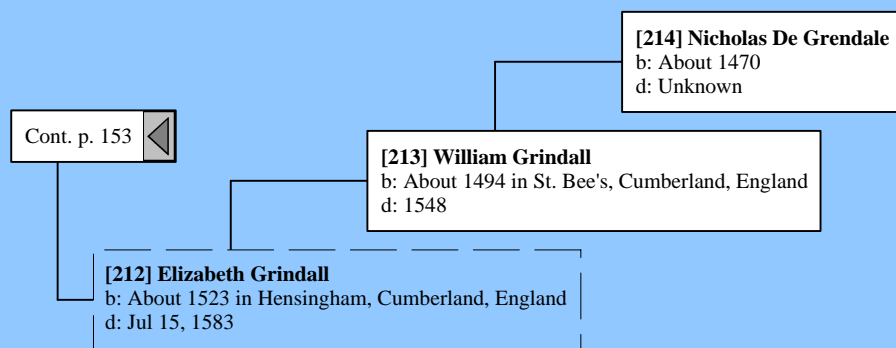 [214] Nicholas De Grendale
b: About 1470
d: Unknown
Cont. p. 153
[213] William Grindall
b: About 1494 in St. Bee's, Cumberland, England
d: 1548
[212] Elizabeth Grindall
b: About 1523 in Hensingham, Cumberland, England
d: Jul 15, 1583